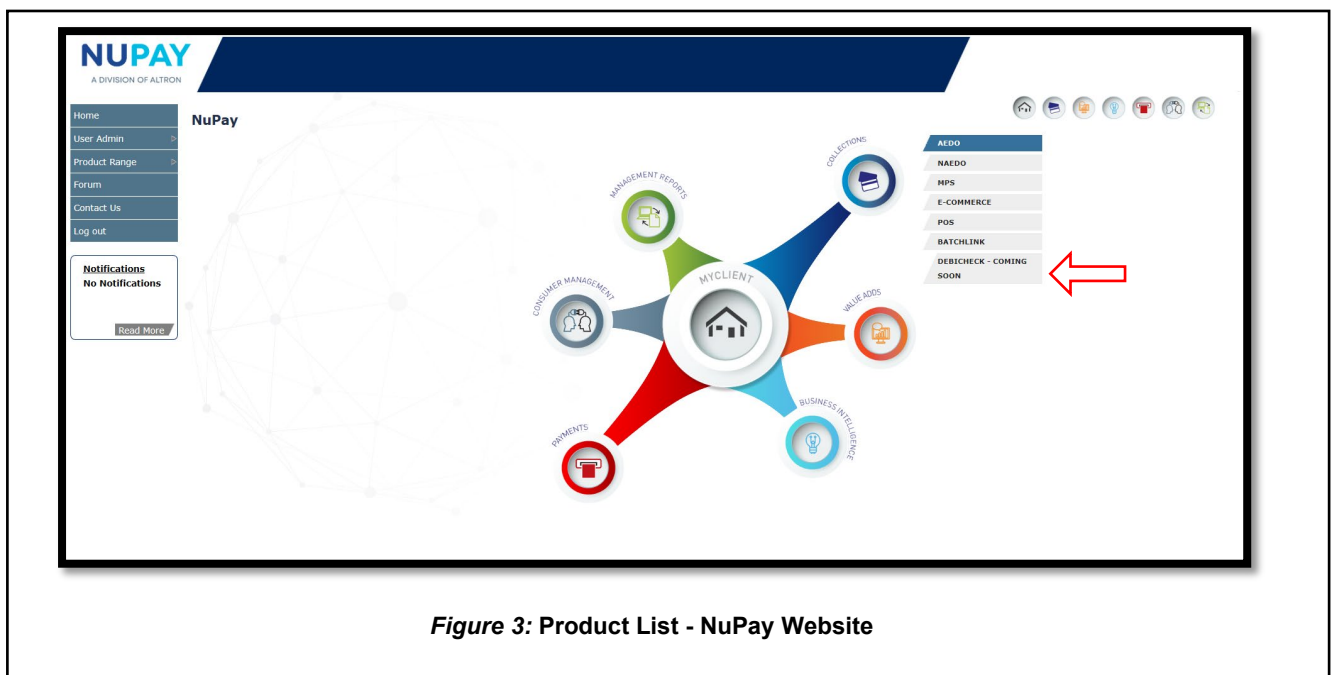 NUPAY
A DIVISION OF ALTRON
Home
User Admin
Product Range
Forum
Contact Us
Log out
Notifications
No Notifications
Read More
NuPay
COLLECTIONS
MANAGEMENT REPORTS
CONSUMER MANAGEMENT
MYCLIENT
VALUE ADDS
BUSINESS INTELLIGENCE
PAYMENTS
AEDO
NAEDO
MPS
E-COMMERCE
POS
BATCHLINK
DEBICHECK - COMING
SOON
Figure 3: Product List - NuPay Website